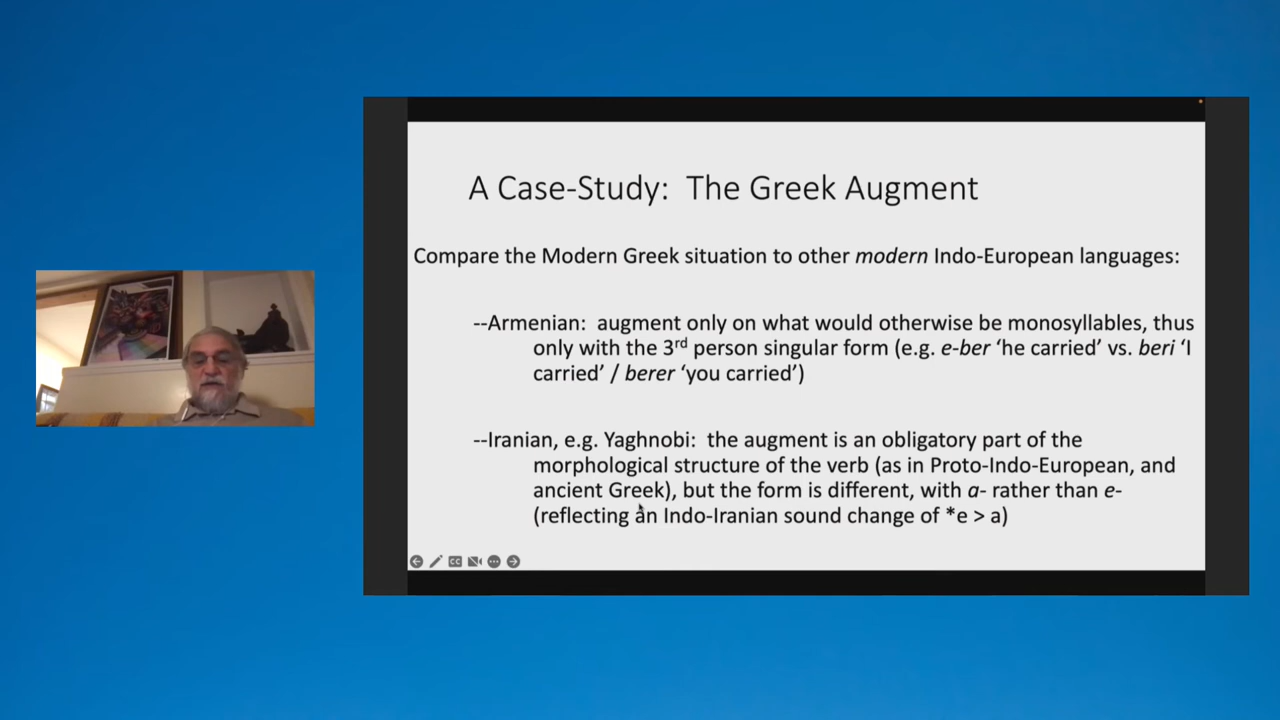 A Case-Study: The Greek Augment
Compare the Modern Greek situation to other modern Indo-European languages:
--Armenian: augment only on what would otherwise be monosyllables, thus
only with the 3rd person singular form (e.g. e-ber ‘he carried’ vs. beri ‘I
carried’ / berer ‘you carried’)
--Iranian, e.g. Yaghnobi: the augment is an obligatory part of the
morphological structure of the verb (as in Proto-Indo-European, and
ancient Greek), but the form is different, with a- rather than e-
(reflecting an Indo-Iranian sound change of *e > a)
CC